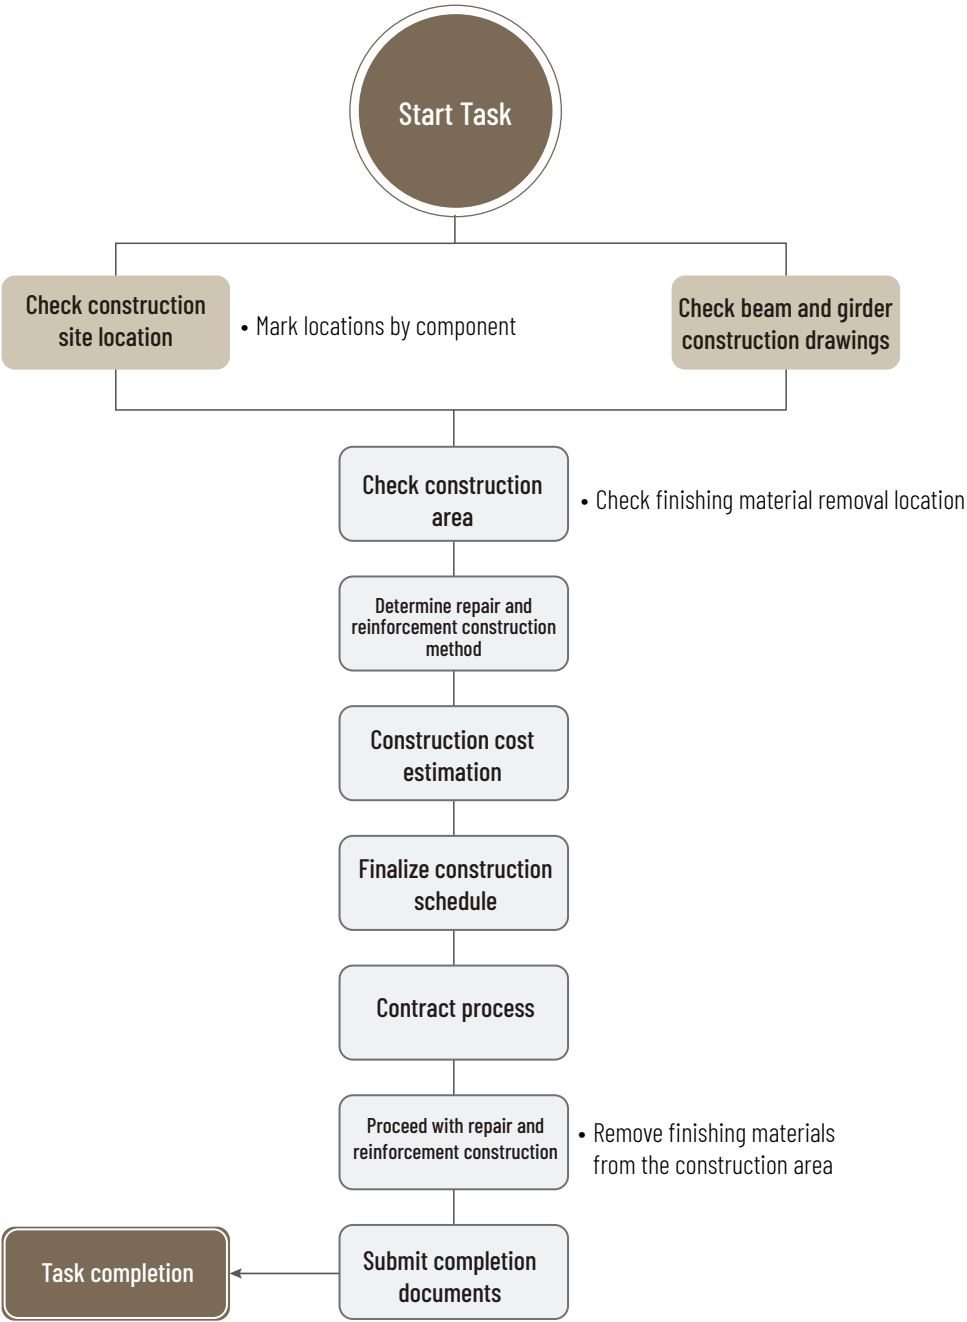 Start Task
Check construction
site location
• Mark locations by component
Check beam and girder
construction drawings
Check construction
area
• Check finishing material removal location
Determine repair and
reinforcement construction
method
Construction cost
estimation
Finalize construction
schedule
Contract process
Proceed with repair and
reinforcement construction
• Remove finishing materials
from the construction area
Submit completion
documents
Task completion